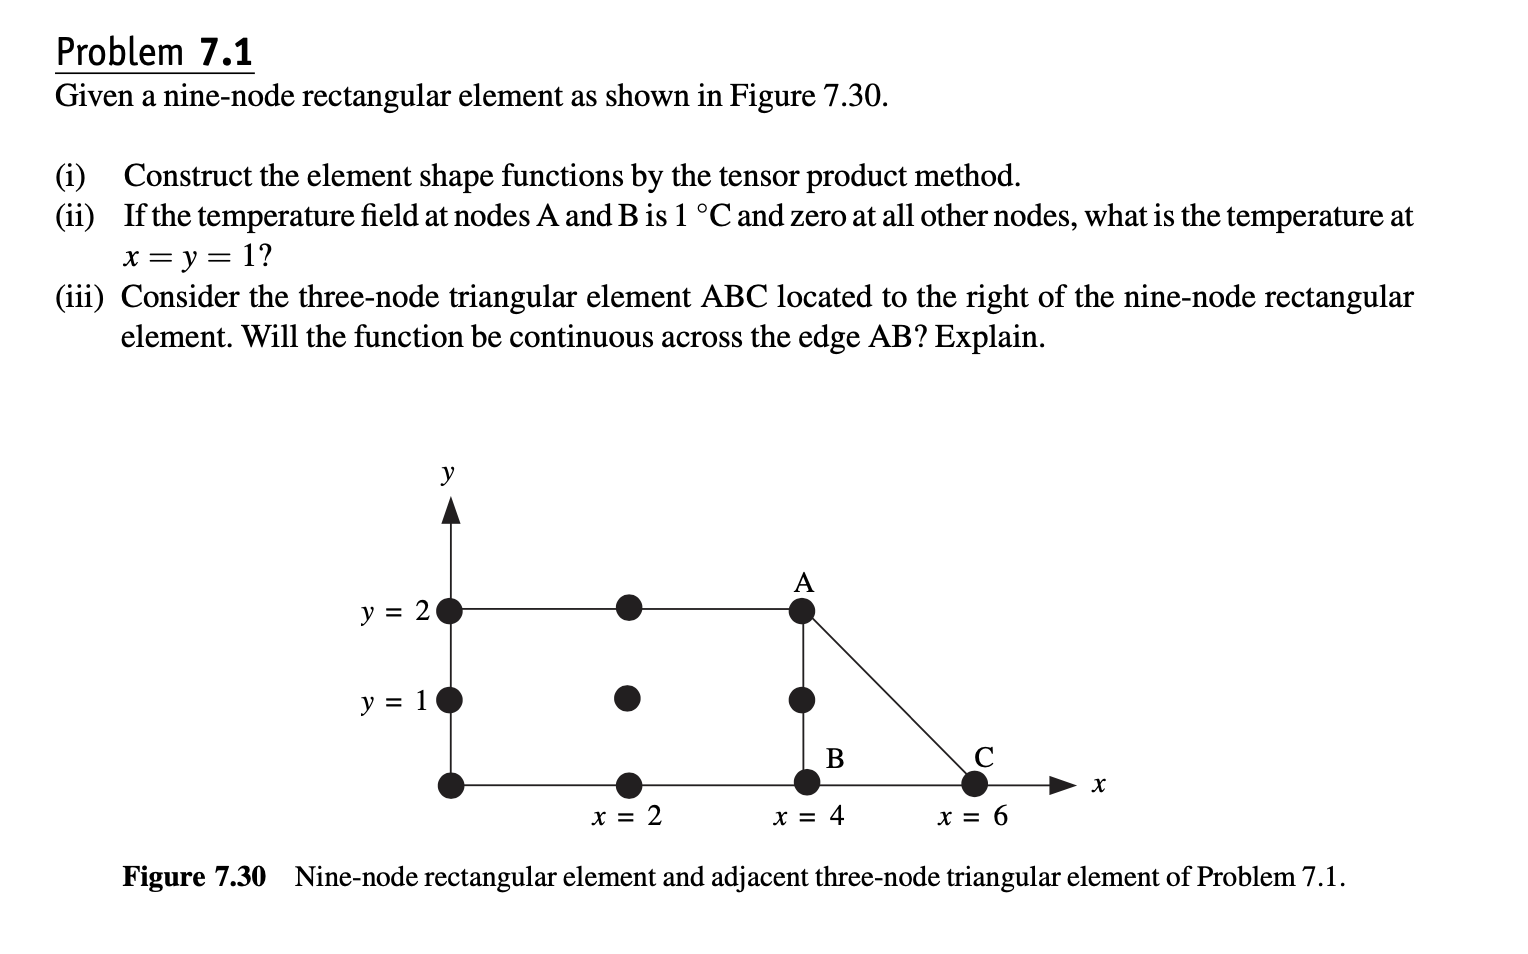 Problem 7.1
Given a nine-node rectangular element as shown in Figure 7.30.
(i) Construct the element shape functions by the tensor product method.
(ii) If the temperature field at nodes A and B is 1 °C and zero at all other nodes, what is the temperature at
x = y = 1?
(iii) Consider the three-node triangular element ABC located to the right of the nine-node rectangular
element. Will the function be continuous across the edge AB? Explain.
y
A
y = 2
y = 1
B
C
x
x = 2
x = 4
x = 6
Figure 7.30 Nine-node rectangular element and adjacent three-node triangular element of Problem 7.1.